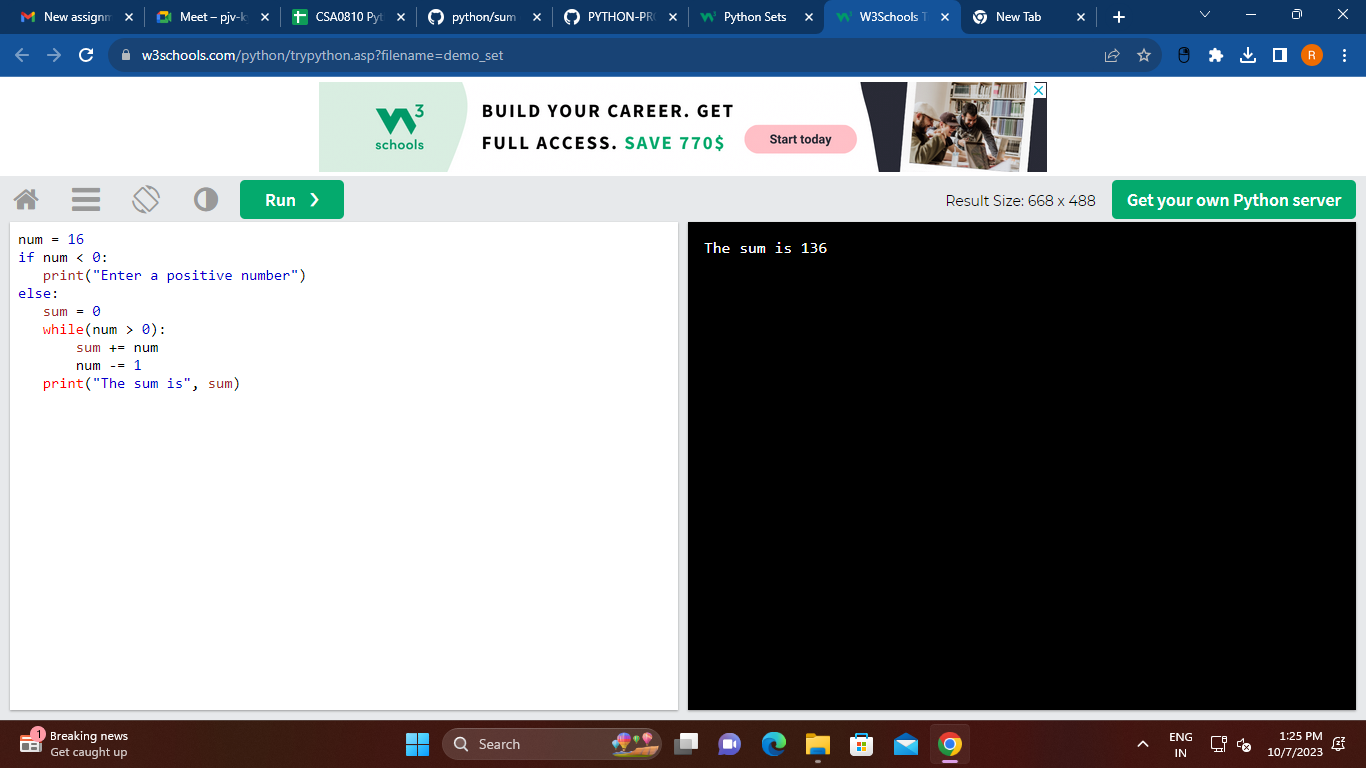 New assignm
Meet – pjv-k
CSA0810 Pyt
python/sum
PYTHON-PR
Python Sets
W3Schools T
New Tab
w3schools.com/python/trypython.asp?filename=demo_set
R
3
schools
BUILD YOUR CAREER. GET
FULL ACCESS. SAVE 770$
Start today
Run ❯
Result Size: 668 x 488
Get your own Python server
num = 16
if num < 0:
   print("Enter a positive number")
else:
   sum = 0
   while(num > 0):
       sum += num
       num -= 1
   print("The sum is", sum)
The sum is 136
1
Breaking news
Get caught up
Search
ENG
IN
1:25 PM
10/7/2023